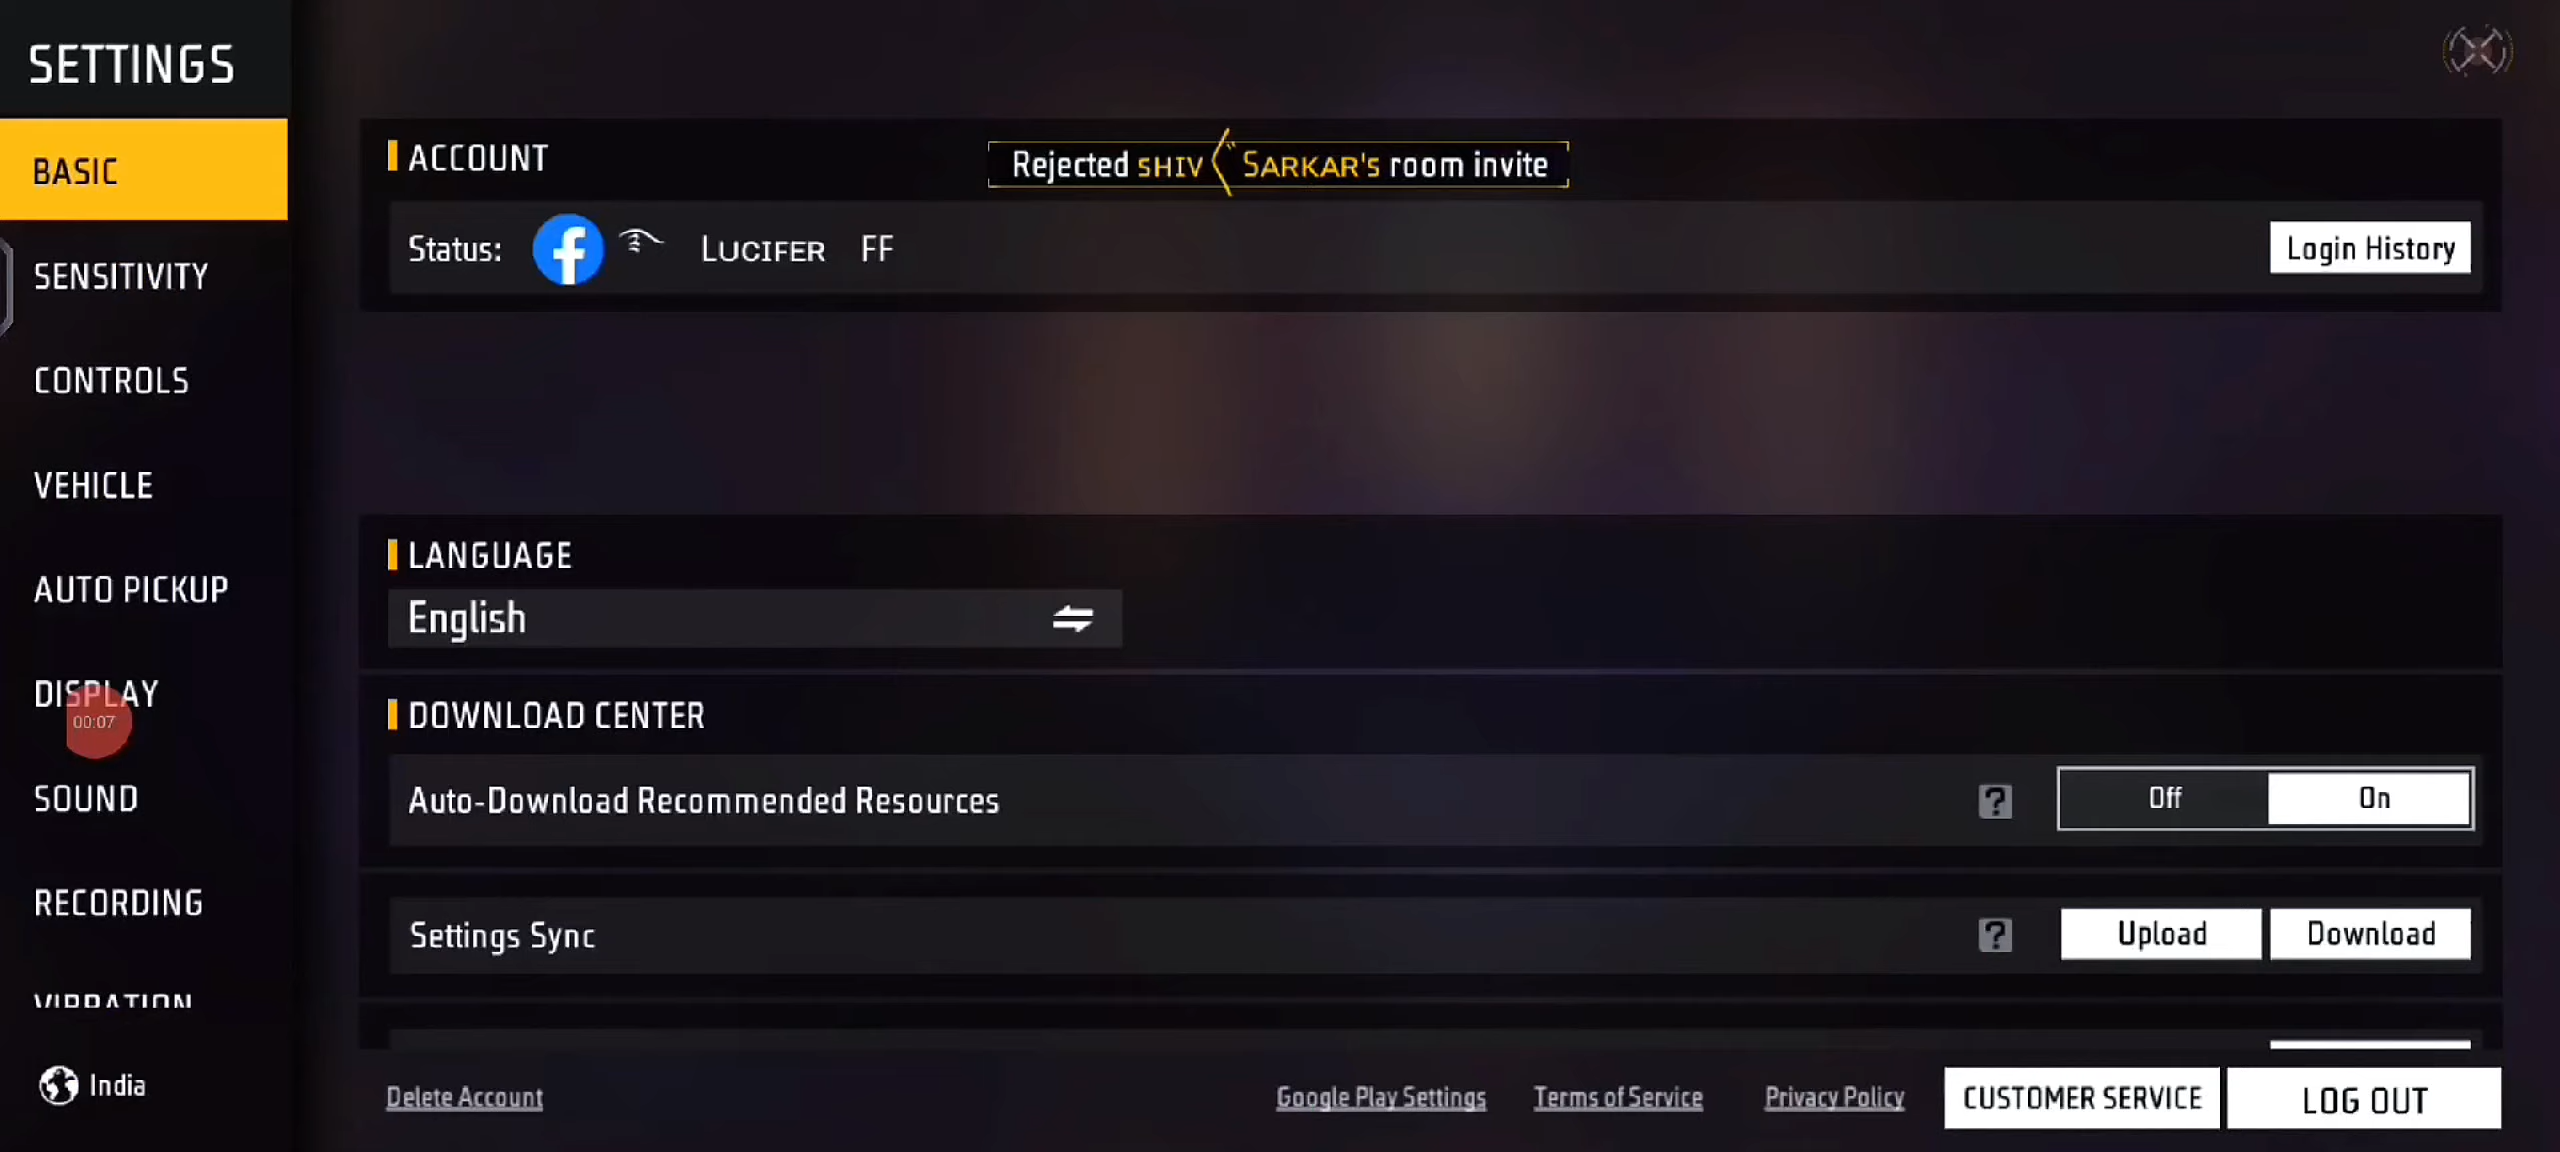 SETTINGS
BASIC
SENSITIVITY
CONTROLS
VEHICLE
AUTO PICKUP
DISPLAY
00:07
SOUND
RECORDING
VIBRATION
India
ACCOUNT
Rejected SHIV〈" SARKAR'S room invite
Status: LUCIFER FF
Login History
LANGUAGE
English
DOWNLOAD CENTER
Auto-Download Recommended Resources ? Off On
Settings Sync ? Upload Download
Delete Account Google Play Settings Terms of Service Privacy Policy CUSTOMER SERVICE LOG OUT